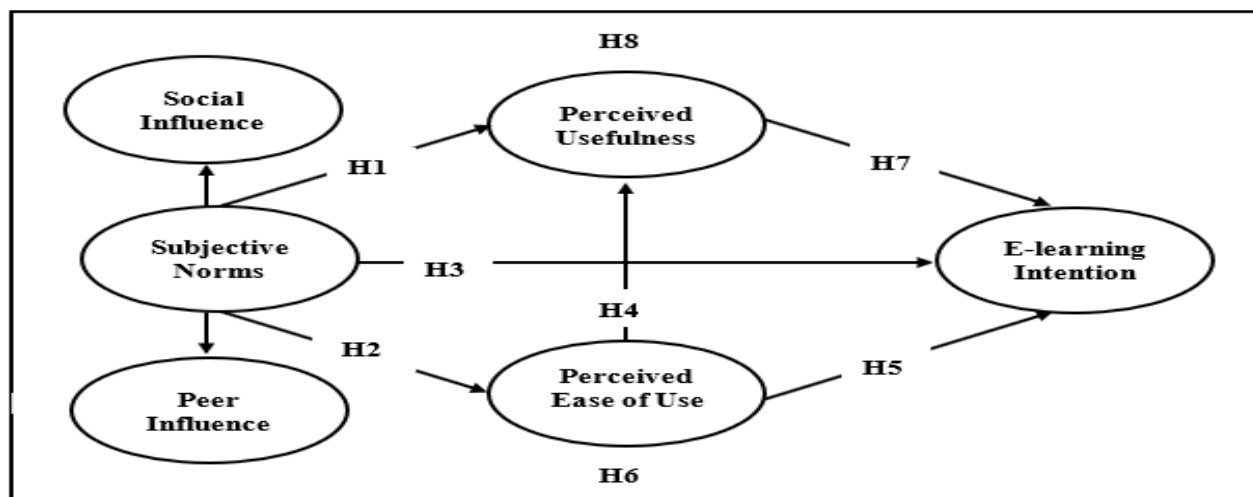 H8
Social
Influence
Perceived
Usefulness
H1
H7
Subjective
Norms
H3
E-learning
Intention
H4
H2
Perceived
Ease of Use
H5
Peer
Influence
H6